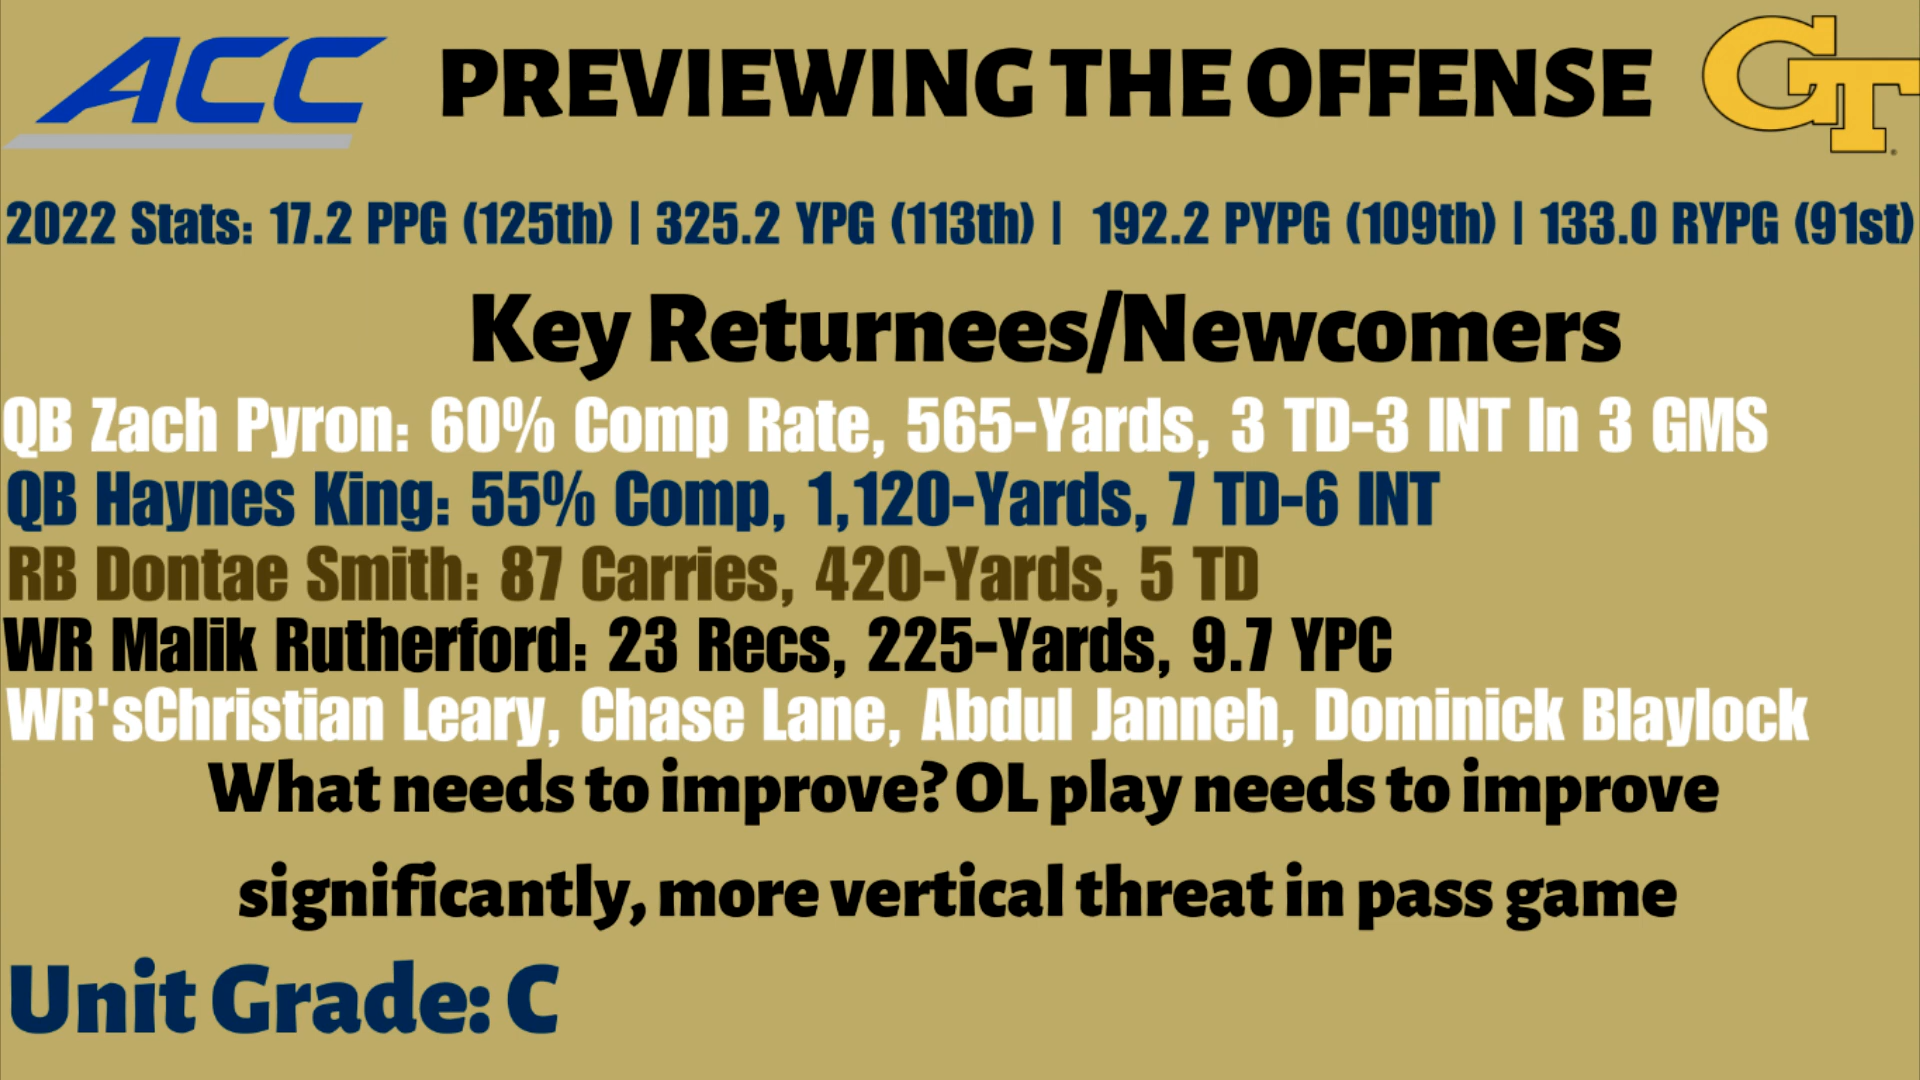 ACC PREVIEWING THE OFFENSE GT
2022 Stats: 17.2 PPG (125th) | 325.2 YPG (113th) | 192.2 PYPG (109th) | 133.0 RYPG (91st)
Key Returnees/Newcomers
QB Zach Pyron: 60% Comp Rate, 565-Yards, 3 TD-3 INT In 3 GMS
QB Haynes King: 55% Comp, 1,120-Yards, 7 TD-6 INT
RB Dontae Smith: 87 Carries, 420-Yards, 5 TD
WR Malik Rutherford: 23 Recs, 225-Yards, 9.7 YPC
WR'sChristian Leary, Chase Lane, Abdul Janneh, Dominick Blaylock
What needs to improve? OL play needs to improve
significantly, more vertical threat in pass game
Unit Grade: C